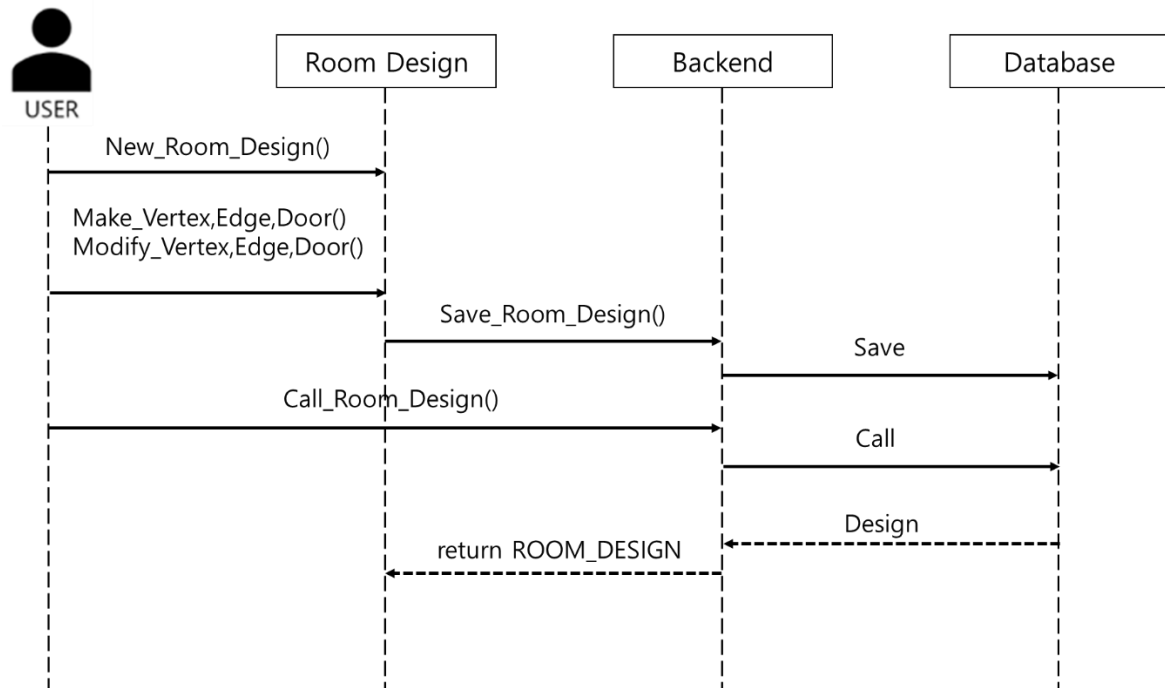 USER
Room Design
Backend
Database
New_Room_Design()
Make_Vertex,Edge,Door()
Modify_Vertex,Edge,Door()
Save_Room_Design()
Save
Call_Room_Design()
Call
Design
return ROOM_DESIGN